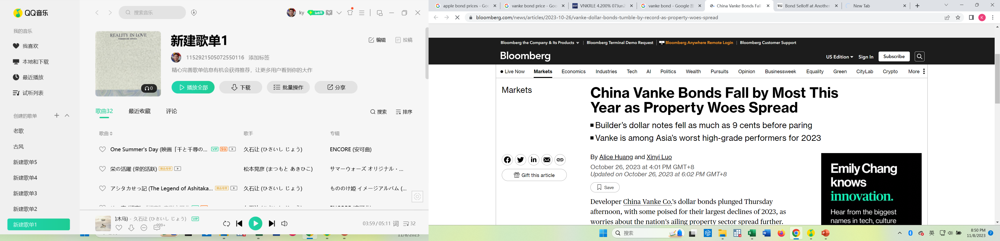 QQ音乐
搜索音乐
ky
Lv6年
我的音乐
我喜欢
本地和下载
最近播放
试听列表
创建的歌单
老歌
古风
新建歌单5
新建歌单4
新建歌单3
新建歌单2
新建歌单1
REALITY IN LOVE
0
新建歌单1
编辑
投稿
1152921505072550116 添加标签
精心完善歌单信息有机会获得推荐，让更多用户看到你的大作
播放全部
下载
批量操作
分享
歌曲32
最近收藏
评论
搜索
排序
歌曲
歌手
专辑
One Summer's Day (映画「千と千尋の... VIP SQ
久石让 (ひさいし じょう)
ENCORE (安可曲)
栄の活躍 (荣的活跃) 臻品母带
松本晃彦 (まつもと あきひこ)
サマーウォーズ オリジナル・...
アシタカせっ記 (The Legend of Ashitaka... 臻品母带
久石让 (ひさいし じょう)
もののけ姫 イメージアルバム (...
木马) - 久石让 (ひさいし じょう) VIP
999+
03:59 / 05:11 词 32
11/8/2023
apple bond prices - Goo
vanke bond price - Goo
VNKRLE 4.200% 07Jun2
vanke bond - Google 搜
China Vanke Bonds Fall
WSJ Bond Selloff at Another
New Tab
bloomberg.com/news/articles/2023-10-26/vanke-dollar-bonds-tumble-by-record-as-property-woes-spread
K
Bloomberg the Company & Its Products
Bloomberg Terminal Demo Request
Bloomberg Anywhere Remote Login
Bloomberg Customer Support
Bloomberg
US Edition
Sign In
Subscribe
Live Now
Markets
Economics
Industries
Tech
AI
Politics
Wealth
Pursuits
Opinion
Businessweek
Equality
Green
CityLab
Crypto
More
Markets
China Vanke Bonds Fall by Most This
Year as Property Woes Spread
Builder's dollar notes fell as much as 9 cents before paring
Vanke is among Asia's worst high-grade performers for 2023
By Alice Huang and Xinyi Luo
October 26, 2023 at 4:01 PM GMT+8
Updated on October 26, 2023 at 6:02 PM GMT+8
Gift this article
Save
Developer China Vanke Co.'s dollar bonds plunged Thursday
afternoon, with some poised for their largest declines of 2023, as
worries about the nation's ailing property sector spread further.
Emily Chang
knows
innovation.
Hear from the biggest
names in tech, culture
搜索
英
8:50 PM
11/8/2023
7